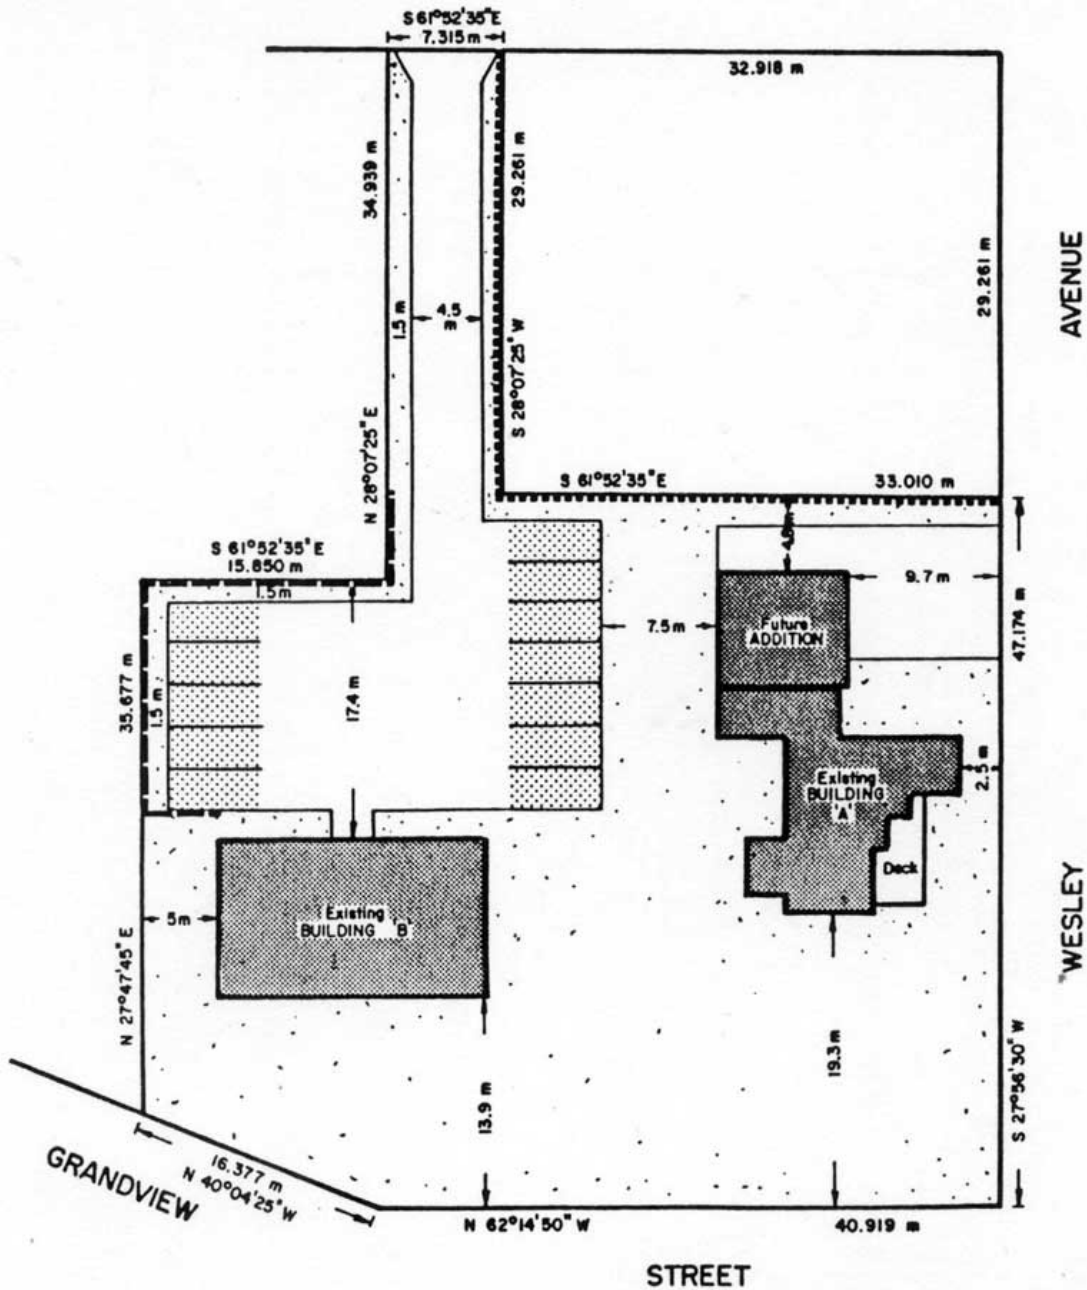 S 61°52'35" E
7.315 m
32.918 m
34.939 m
29.261 m
29.261 m
AVENUE
1.5 m
4.5
m
S 28°07'25" W
N 28°07'25" E
S 61°52'35" E
33.010 m
S 61°52'35" E
15.850 m
1.5 m
9.7 m
Future
ADDITION
7.5 m
47.174 m
35.677 m
1.5 m
17.4 m
2.5 m
Existing
BUILDING
'A'
Deck
5 m
Existing
BUILDING 'B'
WESLEY
N 27°47'45" E
19.3 m
13.9 m
S 27°56'30" W
16.377 m
N 40°04'25" W
GRANDVIEW
N 62°14'50" W
40.919 m
STREET